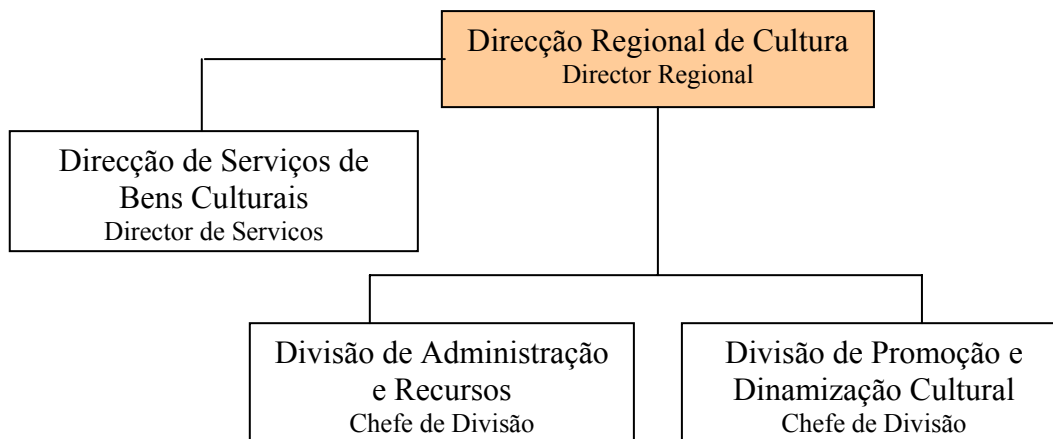 Direcção Regional de Cultura
Director Regional
Direcção de Serviços de
Bens Culturais
Director de Servicos
Divisão de Administração
e Recursos
Chefe de Divisão
Divisão de Promoção e
Dinamização Cultural
Chefe de Divisão